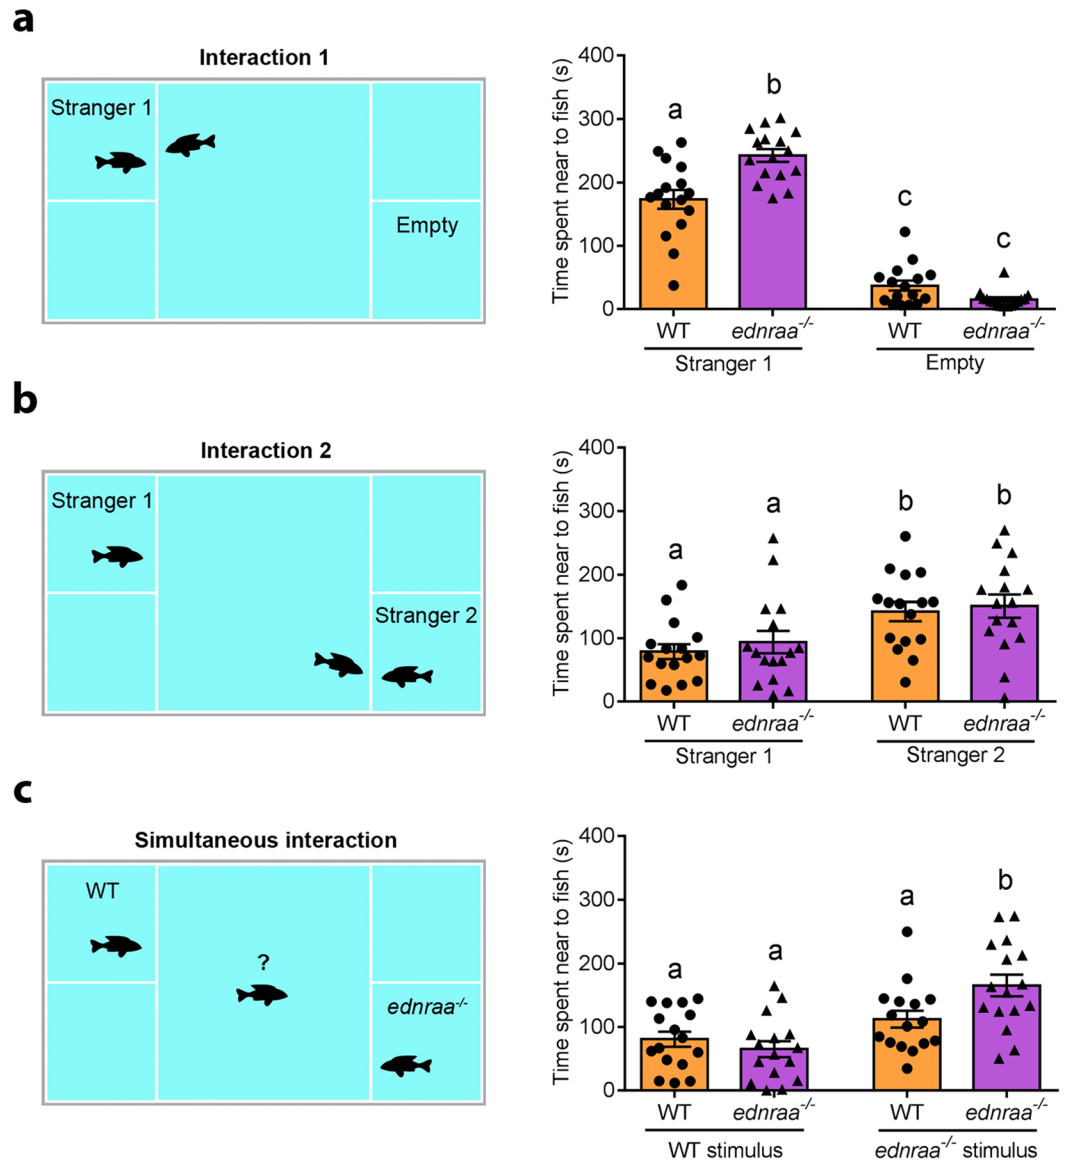 a
Interaction 1
Stranger 1
Empty
Time spent near to fish (s)
400
300
200
100
0
a
b
c
c
WT
ednraa-/-
WT
ednraa-/-
Stranger 1
Empty
b
Interaction 2
Stranger 1
Stranger 2
Time spent near to fish (s)
400
300
200
100
0
a
a
b
b
WT
ednraa-/-
WT
ednraa-/-
Stranger 1
Stranger 2
c
Simultaneous interaction
WT
?
ednraa-/-
Time spent near to fish (s)
400
300
200
100
0
a
a
a
b
WT
ednraa-/-
WT
ednraa-/-
WT stimulus
ednraa-/- stimulus